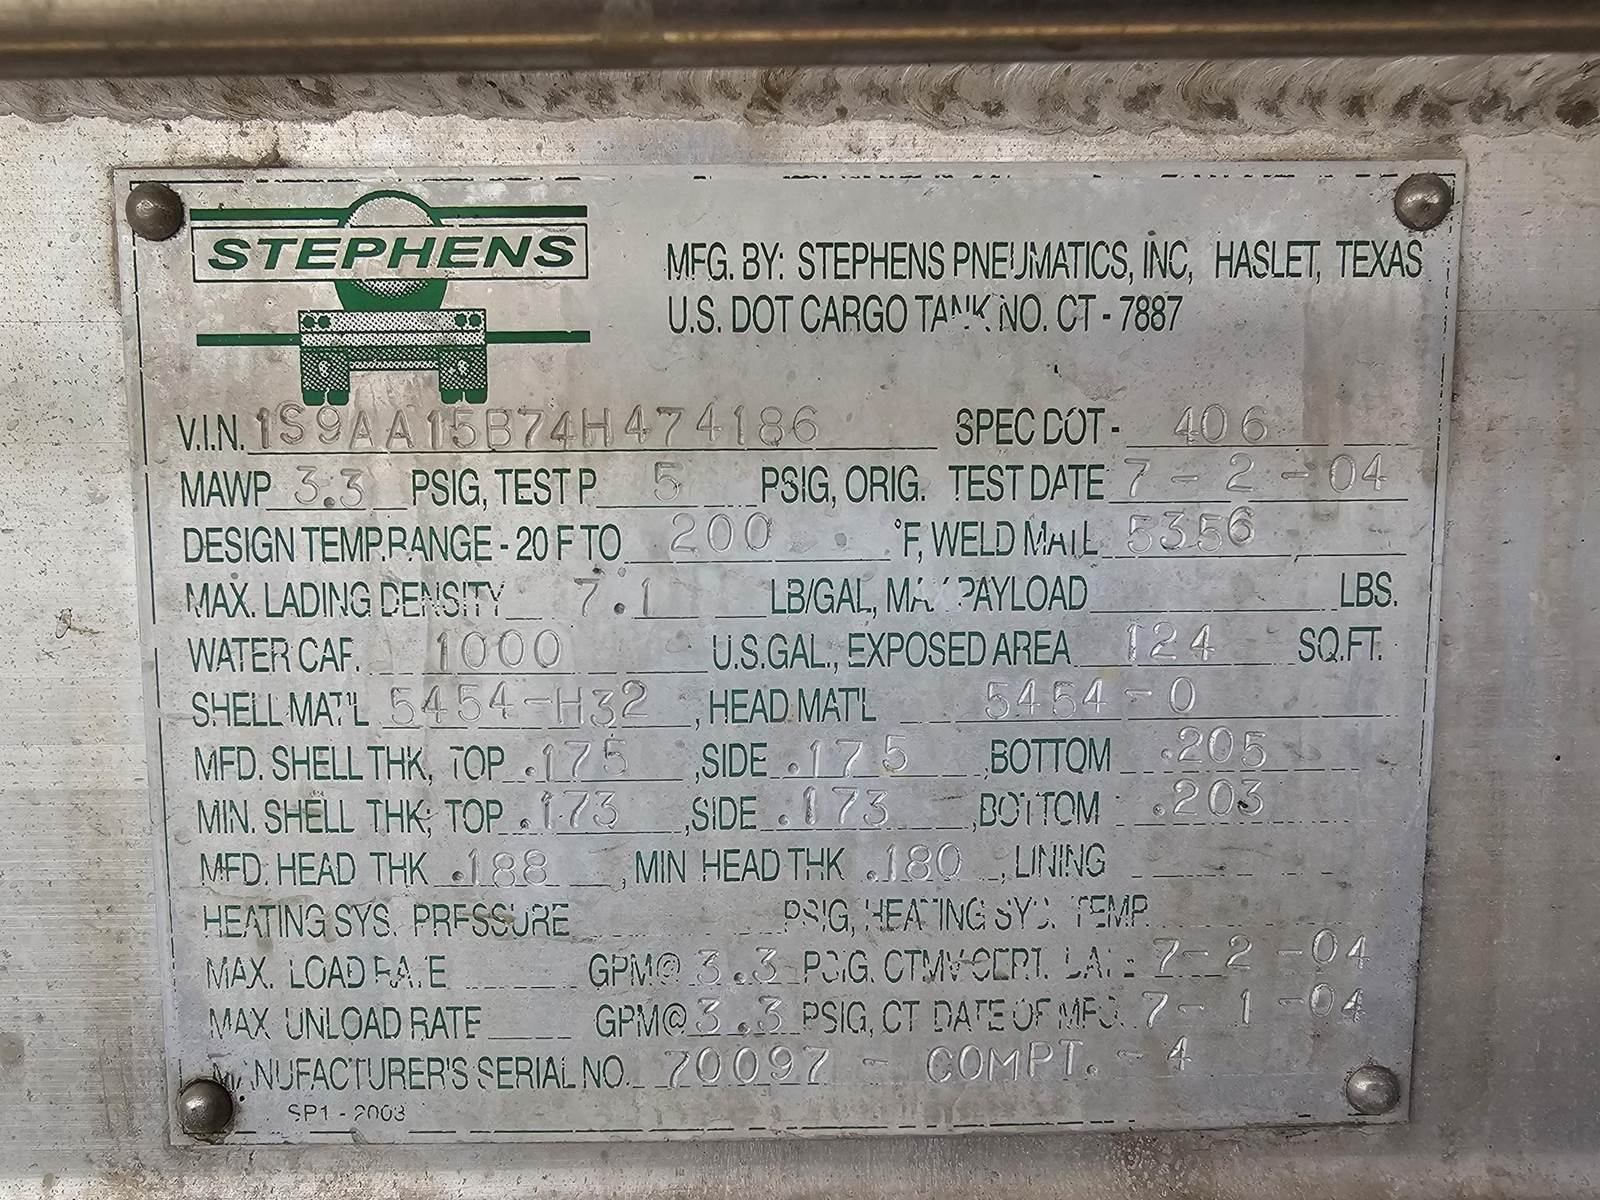 STEPHENS
MFG. BY: STEPHENS PNEUMATICS, INC, HASLET, TEXAS
U.S. DOT CARGO TANK NO. CT - 7887
V.I.N. 1S9AA15B74H474186 SPEC DOT - 406
MAWP 3.3 PSIG, TEST P 5 PSIG, ORIG. TEST DATE 7 - 2 - 04
DESIGN TEMP. RANGE - 20 F TO 200 °F, WELD MAT'L 5356
MAX. LADING DENSITY 7.1 LB/GAL, MAX PAYLOAD LBS.
WATER CAP. 1000 U.S.GAL., EXPOSED AREA 124 SQ.FT.
SHELL MAT'L 5454-H32, HEAD MAT'L 5454-0
MFD. SHELL THK, TOP .175, SIDE .175, BOTTOM .205
MIN. SHELL THK; TOP .173, SIDE .173, BOTTOM .203
MFD. HEAD THK .188, MIN HEAD THK .180, LINING
HEATING SYS. PRESSURE PSIG, HEATING SYS. TEMP.
MAX. LOAD RATE GPM@ 3.3 PSIG. CTMV CERT. DATE 7-2-04
MAX UNLOAD RATE GPM@ 3.3 PSIG, CT DATE OF MFG. 7-1-04
MANUFACTURER'S SERIAL NO. 70097 - COMPT. - 4
SP1 - 2003